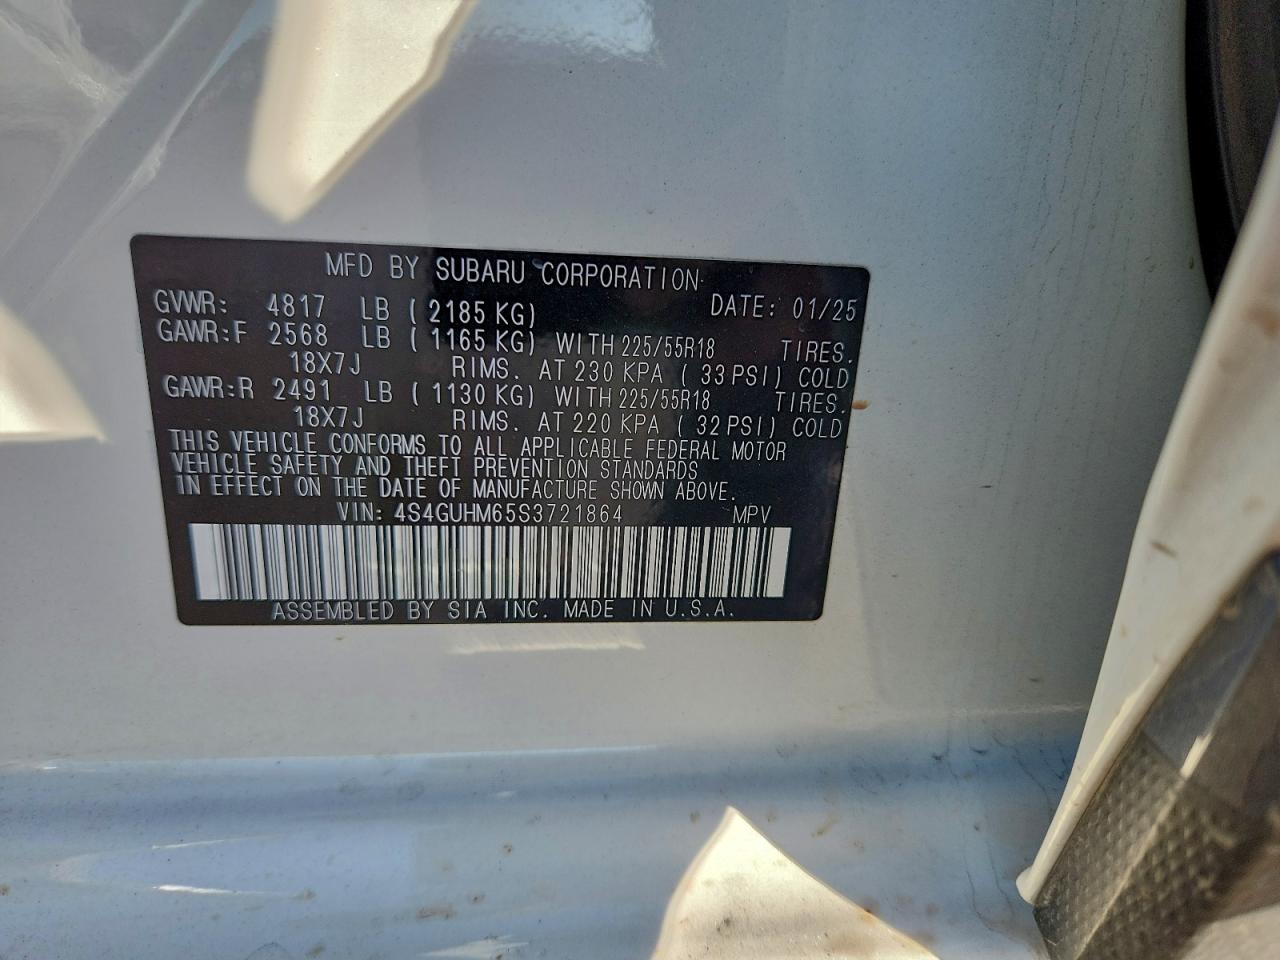 MFD BY SUBARU CORPORATION
GVWR: 4817 LB ( 2185 KG) DATE: 01/25
GAWR:F 2568 LB ( 1165 KG) WITH 225/55R18 TIRES.
18X7J RIMS. AT 230 KPA ( 33 PSI) COLD
GAWR:R 2491 LB ( 1130 KG) WITH 225/55R18 TIRES.
18X7J RIMS. AT 220 KPA ( 32 PSI) COLD
THIS VEHICLE CONFORMS TO ALL APPLICABLE FEDERAL MOTOR
VEHICLE SAFETY AND THEFT PREVENTION STANDARDS
IN EFFECT ON THE DATE OF MANUFACTURE SHOWN ABOVE.
VIN: 4S4GUHM65S3721864 MPV
ASSEMBLED BY SIA INC. MADE IN U.S.A.